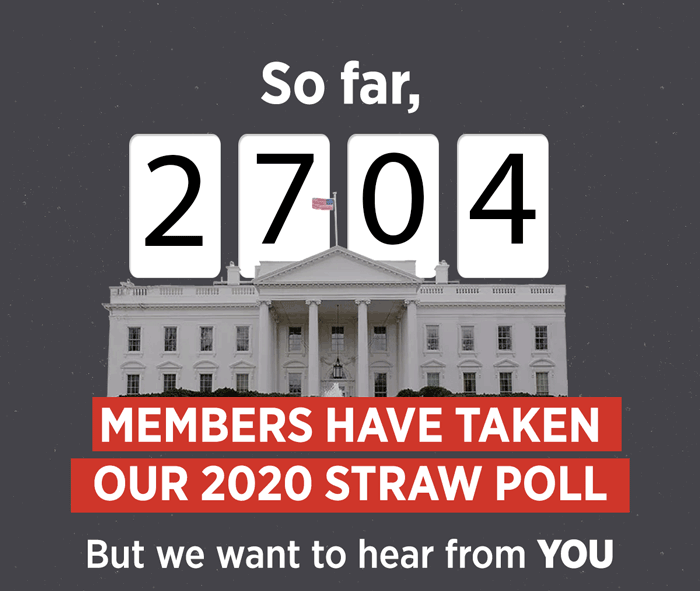 So far,
2704
MEMBERS HAVE TAKEN
OUR 2020 STRAW POLL
But we want to hear from YOU